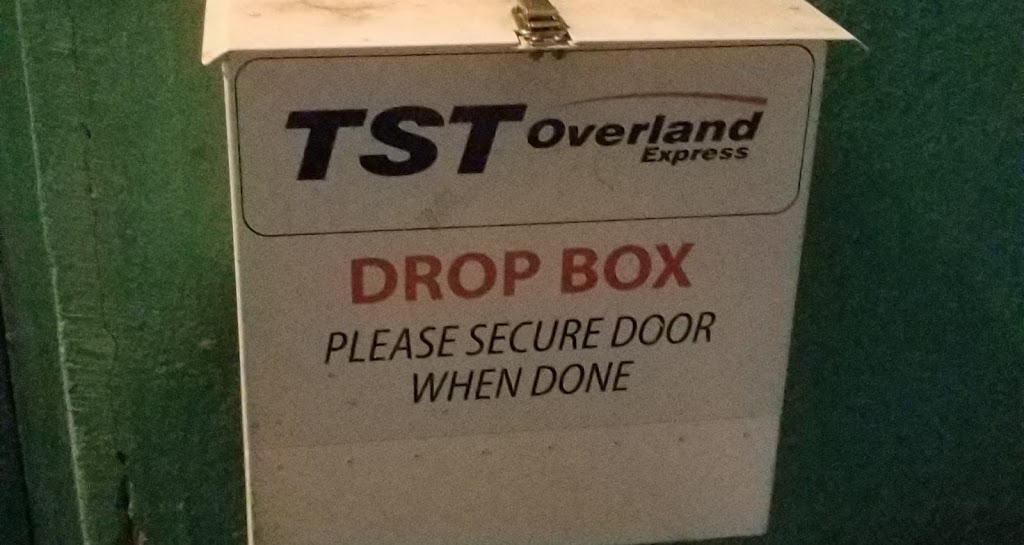 TST Overland
Express
DROP BOX
PLEASE SECURE DOOR
WHEN DONE